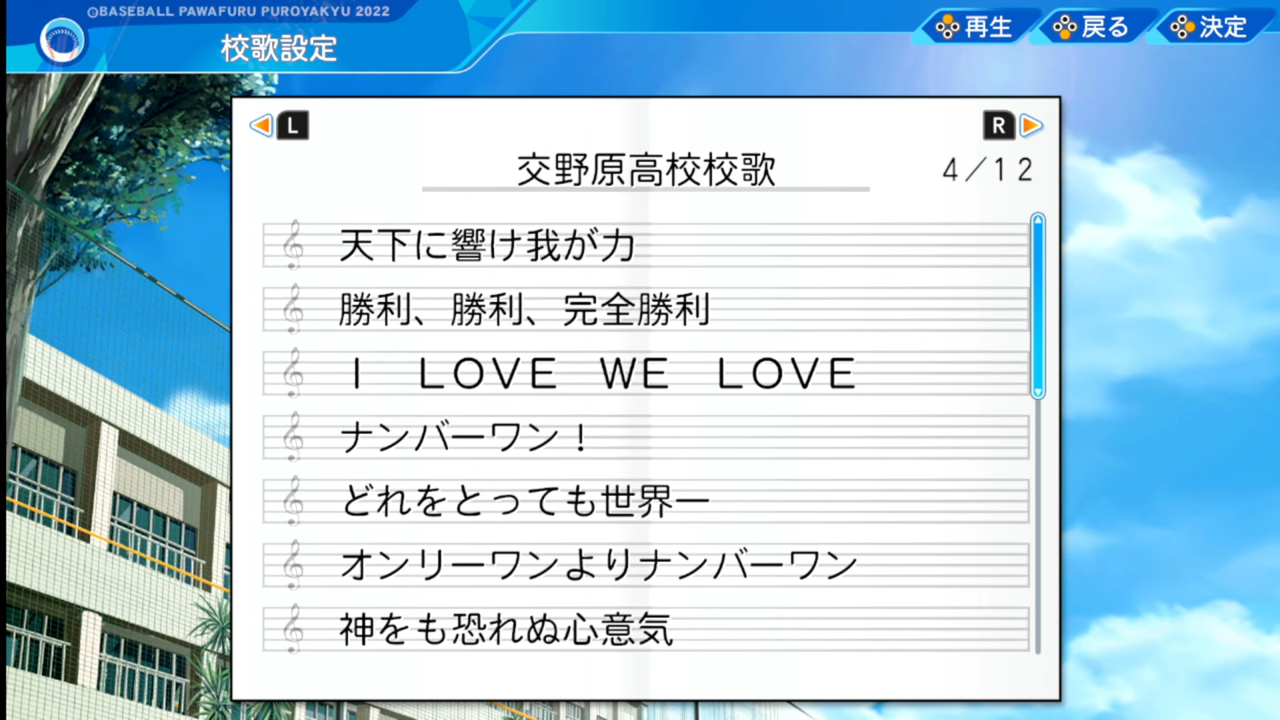 ©BASEBALL PAWAFURU PUROYAKYU 2022
校歌設定
再生 戻る 決定
L R
交野原高校校歌 4／12
天下に響け我が力
勝利、勝利、完全勝利
Ｉ　ＬＯＶＥ　ＷＥ　ＬＯＶＥ
ナンバーワン！
どれをとっても世界一
オンリーワンよりナンバーワン
神をも恐れぬ心意気